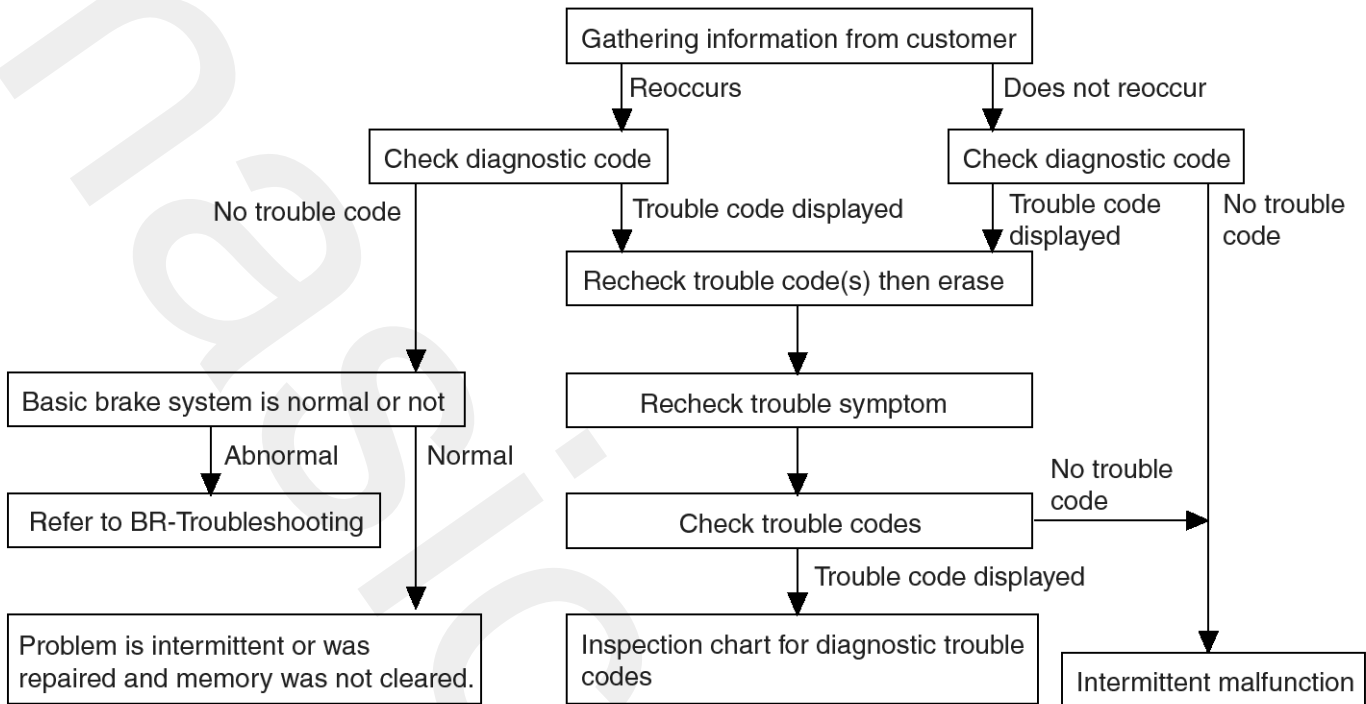 Gathering information from customer
Reoccurs
Does not reoccur
Check diagnostic code
Check diagnostic code
No trouble code
Trouble code displayed
Trouble code
displayed
No trouble
code
Recheck trouble code(s) then erase
Basic brake system is normal or not
Recheck trouble symptom
Abnormal
Normal
No trouble
code
Refer to BR-Troubleshooting
Check trouble codes
Trouble code displayed
Problem is intermittent or was
repaired and memory was not cleared.
Inspection chart for diagnostic trouble
codes
Intermittent malfunction